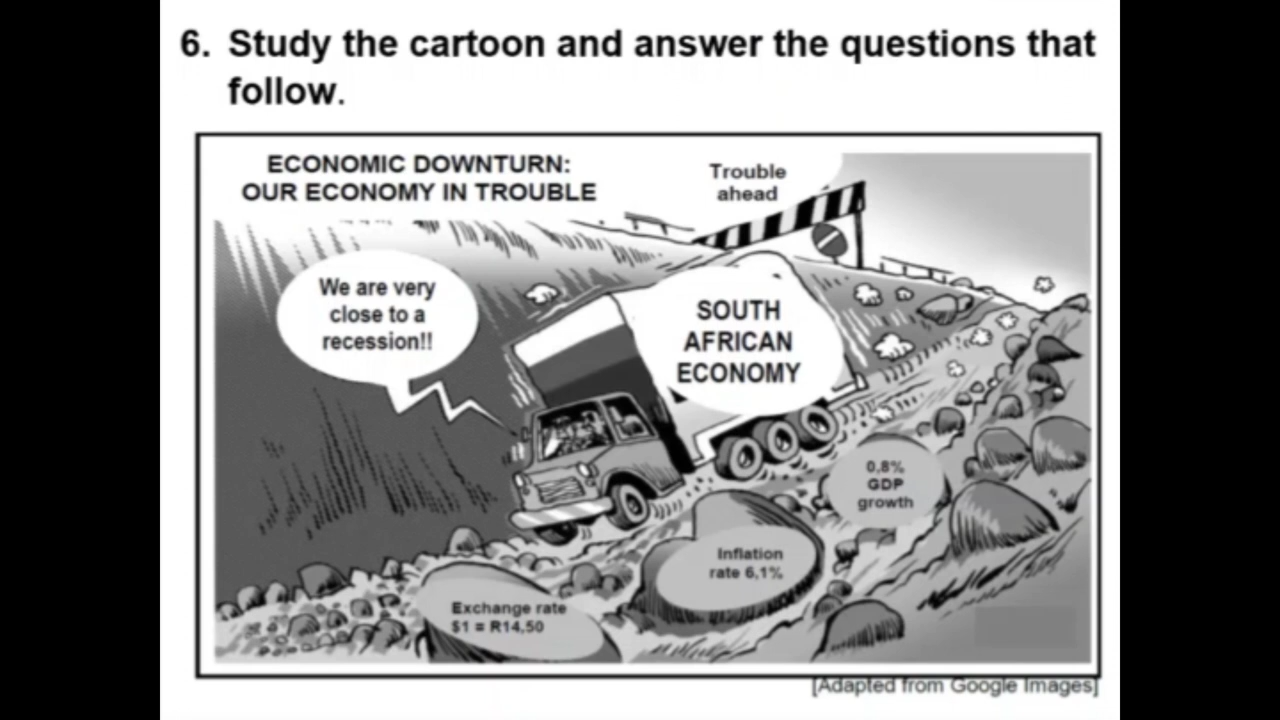 6. Study the cartoon and answer the questions that
follow.
ECONOMIC DOWNTURN:
OUR ECONOMY IN TROUBLE
Trouble
ahead
We are very
close to a
recession!!
SOUTH
AFRICAN
ECONOMY
0,8%
GDP
growth
Inflation
rate 6,1%
Exchange rate
$1 = R14,50
[Adapted from Google Images]